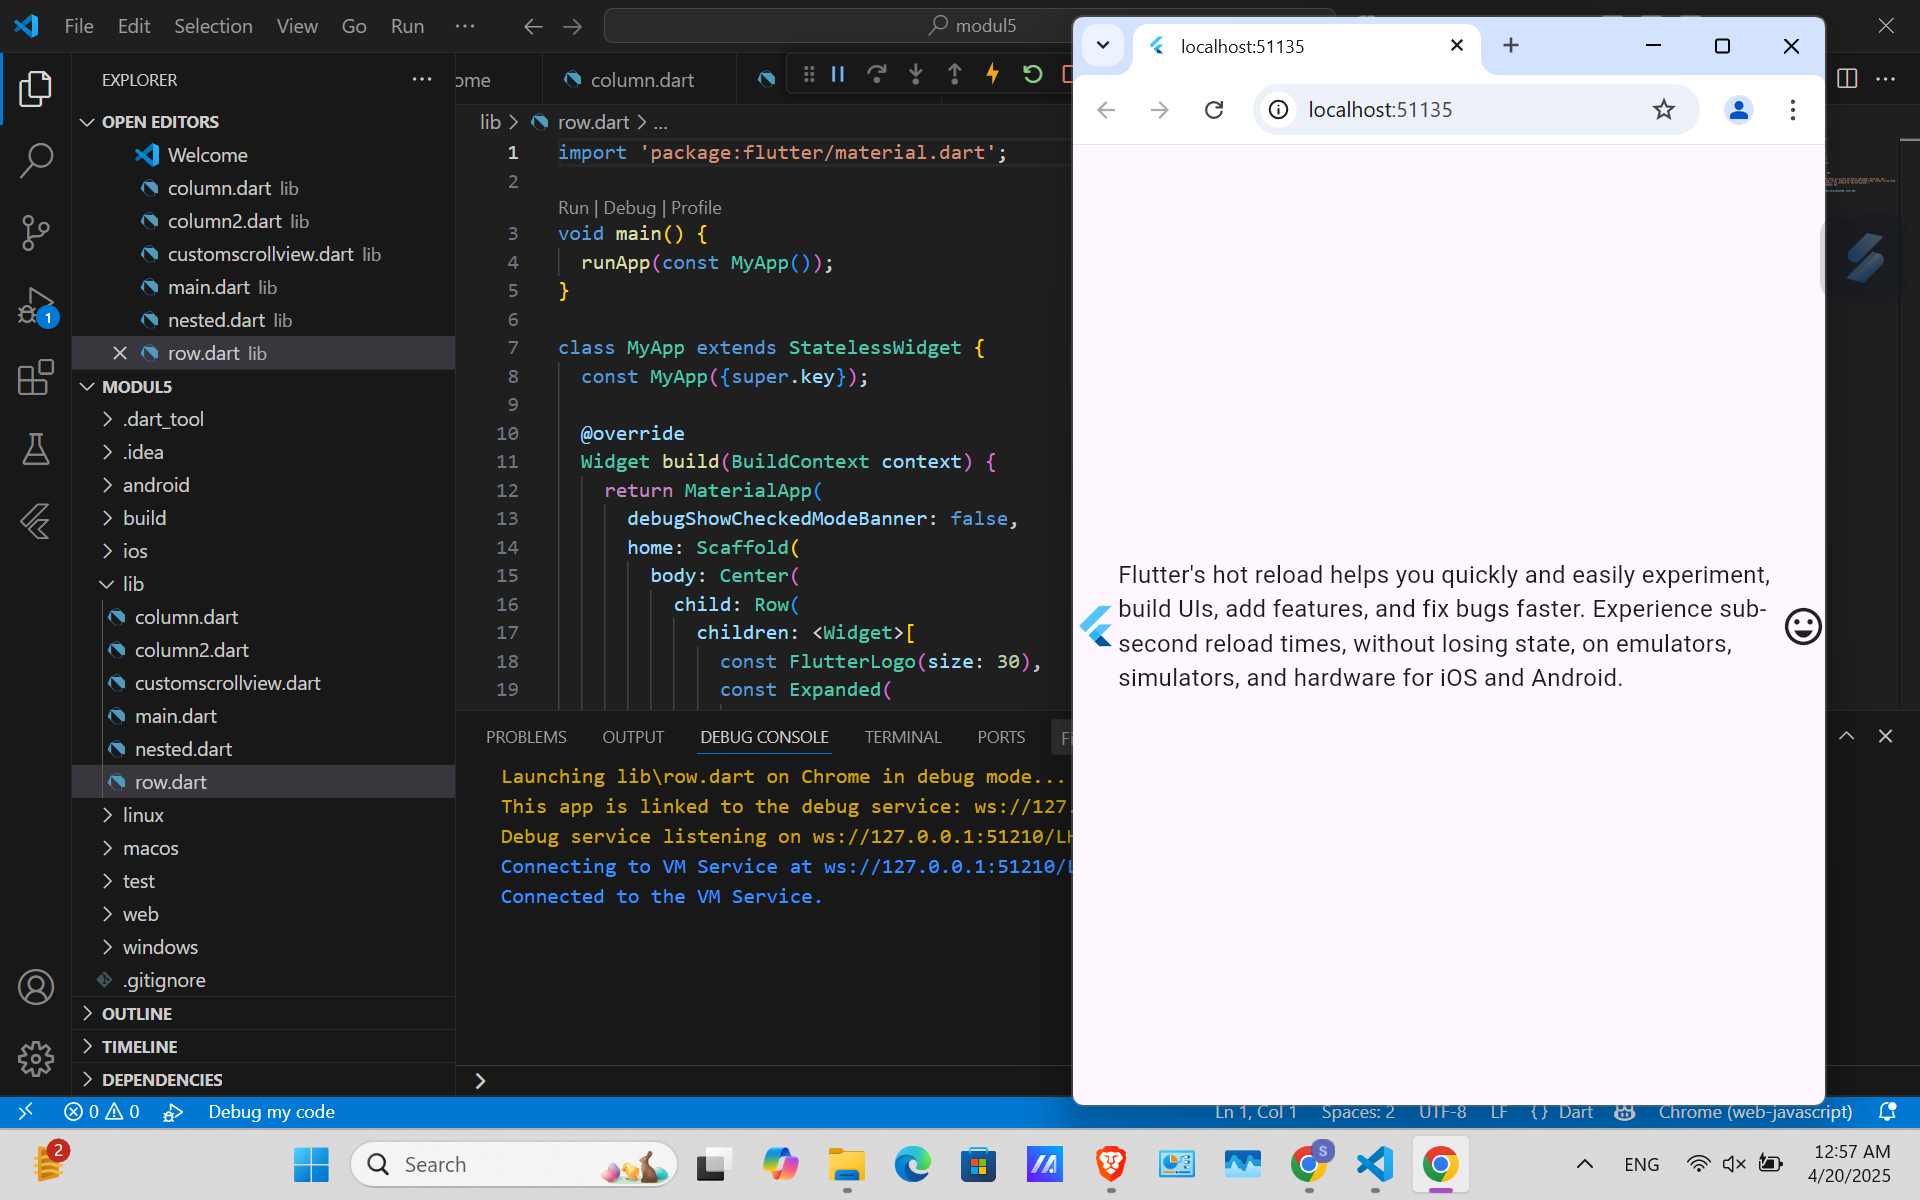 File Edit Selection View Go Run ···
modul5
EXPLORER
OPEN EDITORS
Welcome
column.dart lib
column2.dart lib
customscrollview.dart lib
main.dart lib
nested.dart lib
row.dart lib
MODUL5
.dart_tool
.idea
android
build
ios
lib
column.dart
column2.dart
customscrollview.dart
main.dart
nested.dart
row.dart
linux
macos
test
web
windows
.gitignore
OUTLINE
TIMELINE
DEPENDENCIES
ome
column.dart
lib > row.dart > ...
1 import 'package:flutter/material.dart';
2
Run | Debug | Profile
3 void main() {
4 runApp(const MyApp());
5 }
6
7 class MyApp extends StatelessWidget {
8 const MyApp({super.key});
9
10 @override
11 Widget build(BuildContext context) {
12 return MaterialApp(
13 debugShowCheckedModeBanner: false,
14 home: Scaffold(
15 body: Center(
16 child: Row(
17 children: <Widget>[
18 const FlutterLogo(size: 30),
19 const Expanded(
PROBLEMS OUTPUT DEBUG CONSOLE TERMINAL PORTS Fi
Launching lib\row.dart on Chrome in debug mode...
This app is linked to the debug service: ws://127.
Debug service listening on ws://127.0.0.1:51210/LH
Connecting to VM Service at ws://127.0.0.1:51210/L
Connected to the VM Service.
localhost:51135
localhost:51135
Flutter's hot reload helps you quickly and easily experiment,
build UIs, add features, and fix bugs faster. Experience sub-
second reload times, without losing state, on emulators,
simulators, and hardware for iOS and Android.
1
0 0 Debug my code
Ln 1, Col 1 Spaces: 2 UTF-8 LF {} Dart Chrome (web-javascript)
2
Search
S
ENG
12:57 AM
4/20/2025